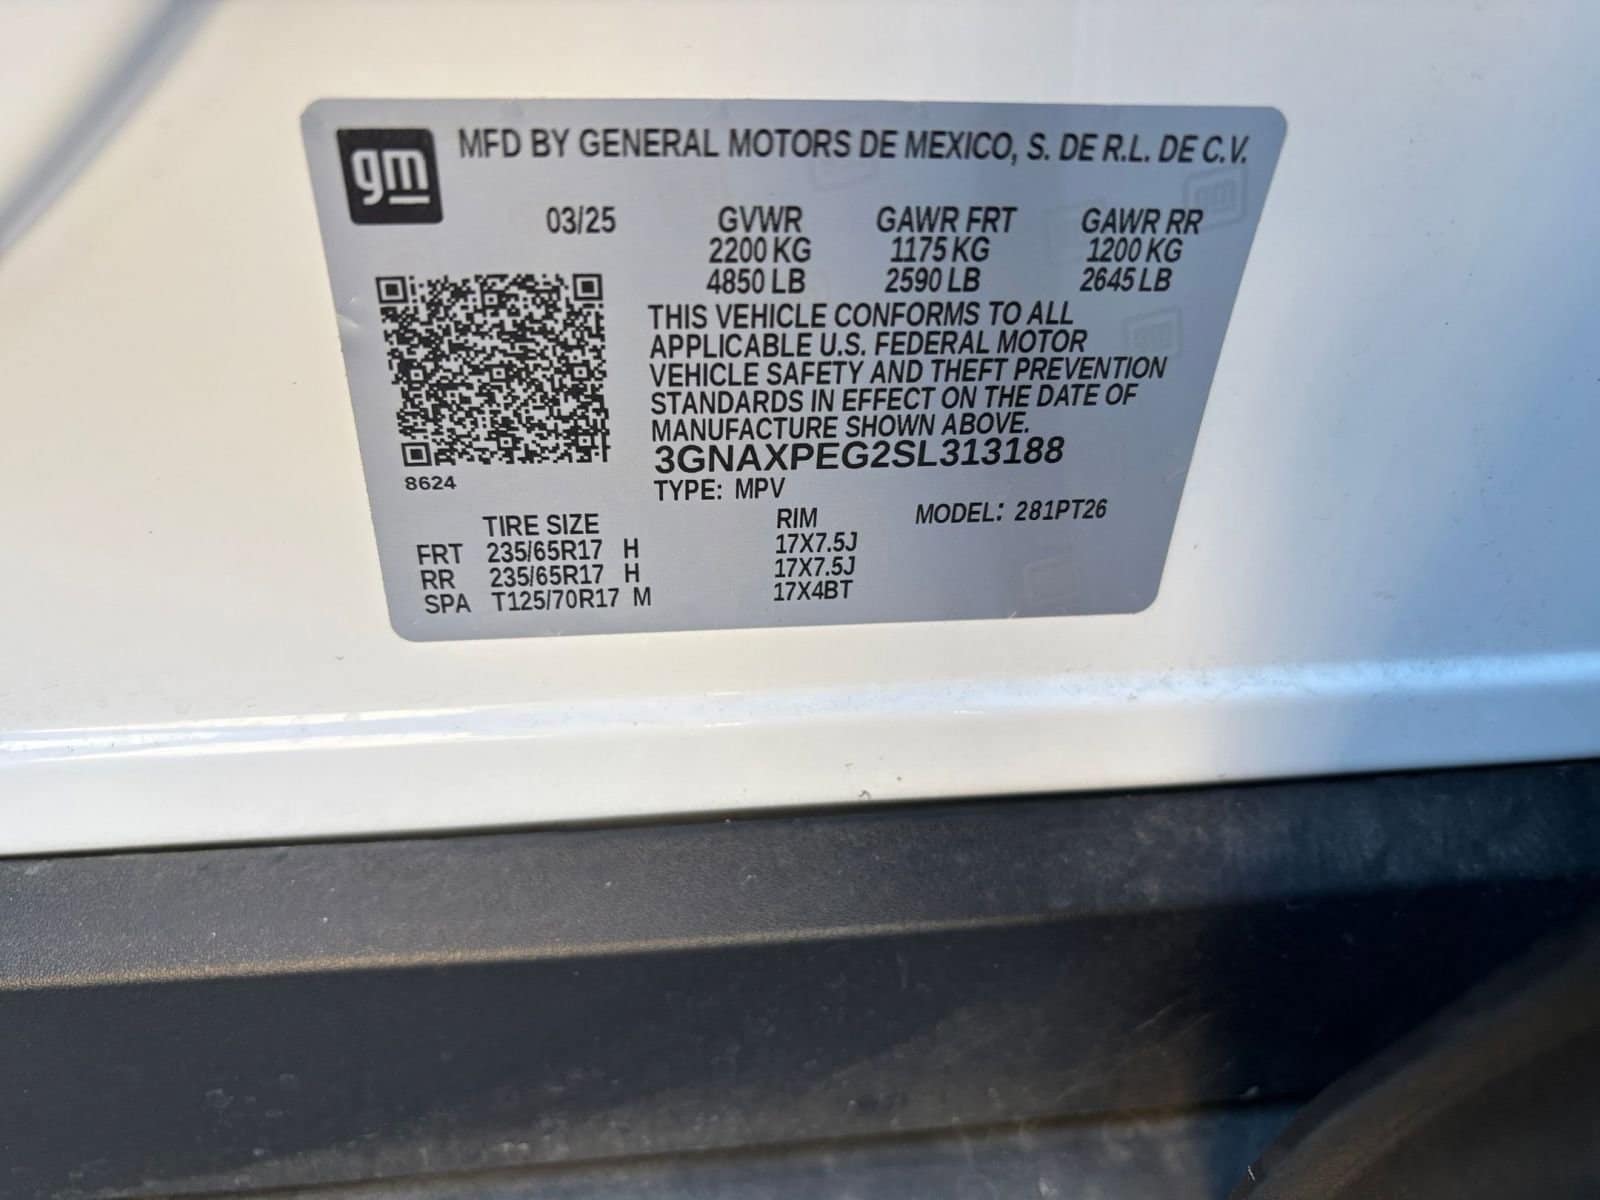 gm
MFD BY GENERAL MOTORS DE MEXICO, S. DE R.L. DE C.V.
03/25 GVWR GAWR FRT GAWR RR
2200 KG 1175 KG 1200 KG
4850 LB 2590 LB 2645 LB
THIS VEHICLE CONFORMS TO ALL
APPLICABLE U.S. FEDERAL MOTOR
VEHICLE SAFETY AND THEFT PREVENTION
STANDARDS IN EFFECT ON THE DATE OF
MANUFACTURE SHOWN ABOVE.
3GNAXPEG2SL313188
8624
TYPE: MPV
MODEL: 281PT26
TIRE SIZE RIM
FRT 235/65R17 H 17X7.5J
RR 235/65R17 H 17X7.5J
SPA T125/70R17 M 17X4BT